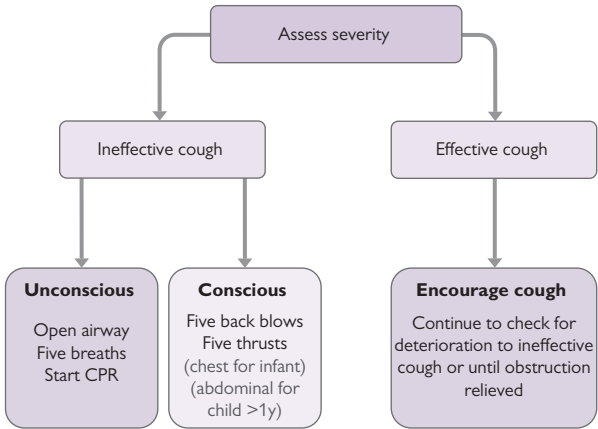 Assess severity
Ineffective cough
Effective cough
Unconscious
Open airway
Five breaths
Start CPR
Conscious
Five back blows
Five thrusts
(chest for infant)
(abdominal for
child >1y)
Encourage cough
Continue to check for
deterioration to ineffective
cough or until obstruction
relieved